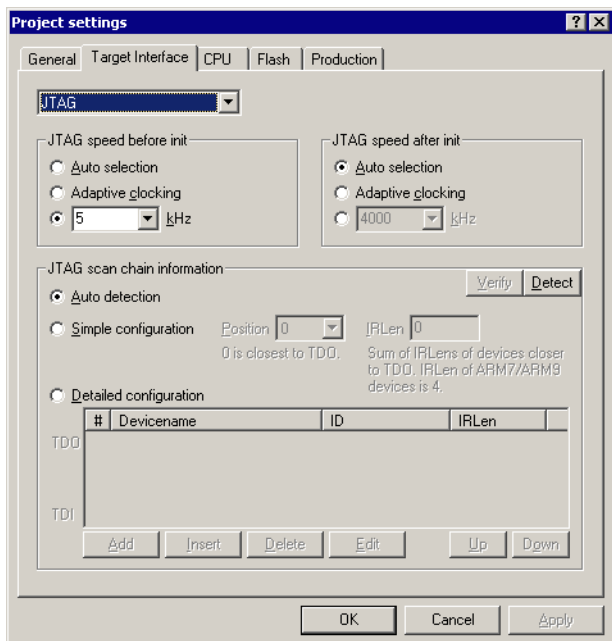 Project settings
General Target Interface CPU Flash Production
JTAG
JTAG speed before init
Auto selection
Adaptive clocking
5 kHz
JTAG speed after init
Auto selection
Adaptive clocking
4000 kHz
JTAG scan chain information
Verify Detect
Auto detection
Simple configuration Position 0 IRLen 0
0 is closest to TDO.
Sum of IRLens of devices closer
to TDO. IRLen of ARM7/ARM9
devices is 4.
Detailed configuration
# Devicename ID IRLen
TDO
TDI
Add Insert Delete Edit Up Down
OK Cancel Apply